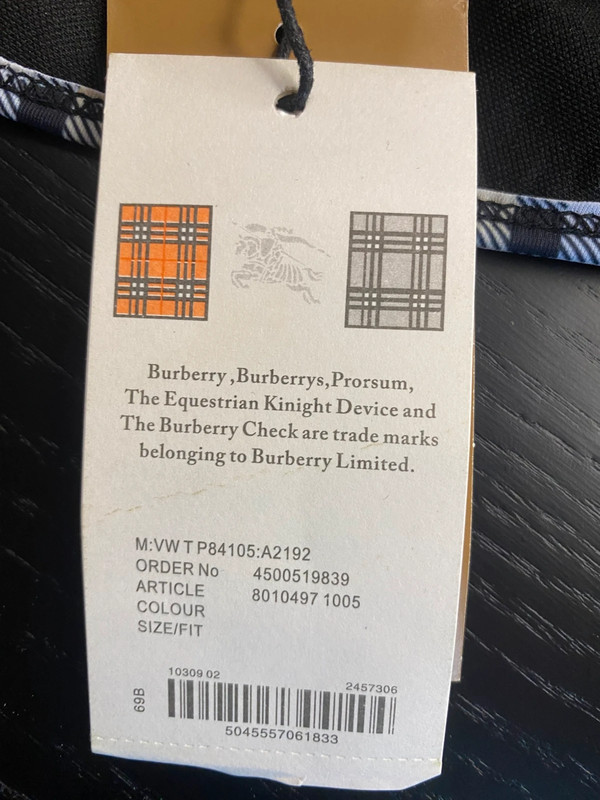 Burberry ,Burberrys,Prorsum,
The Equestrian Kinight Device and
The Burberry Check are trade marks
belonging to Burberry Limited.
M:VW T P84105:A2192
ORDER No 4500519839
ARTICLE 8010497 1005
COLOUR
SIZE/FIT
10309 02 2457306
69B
5045557061833